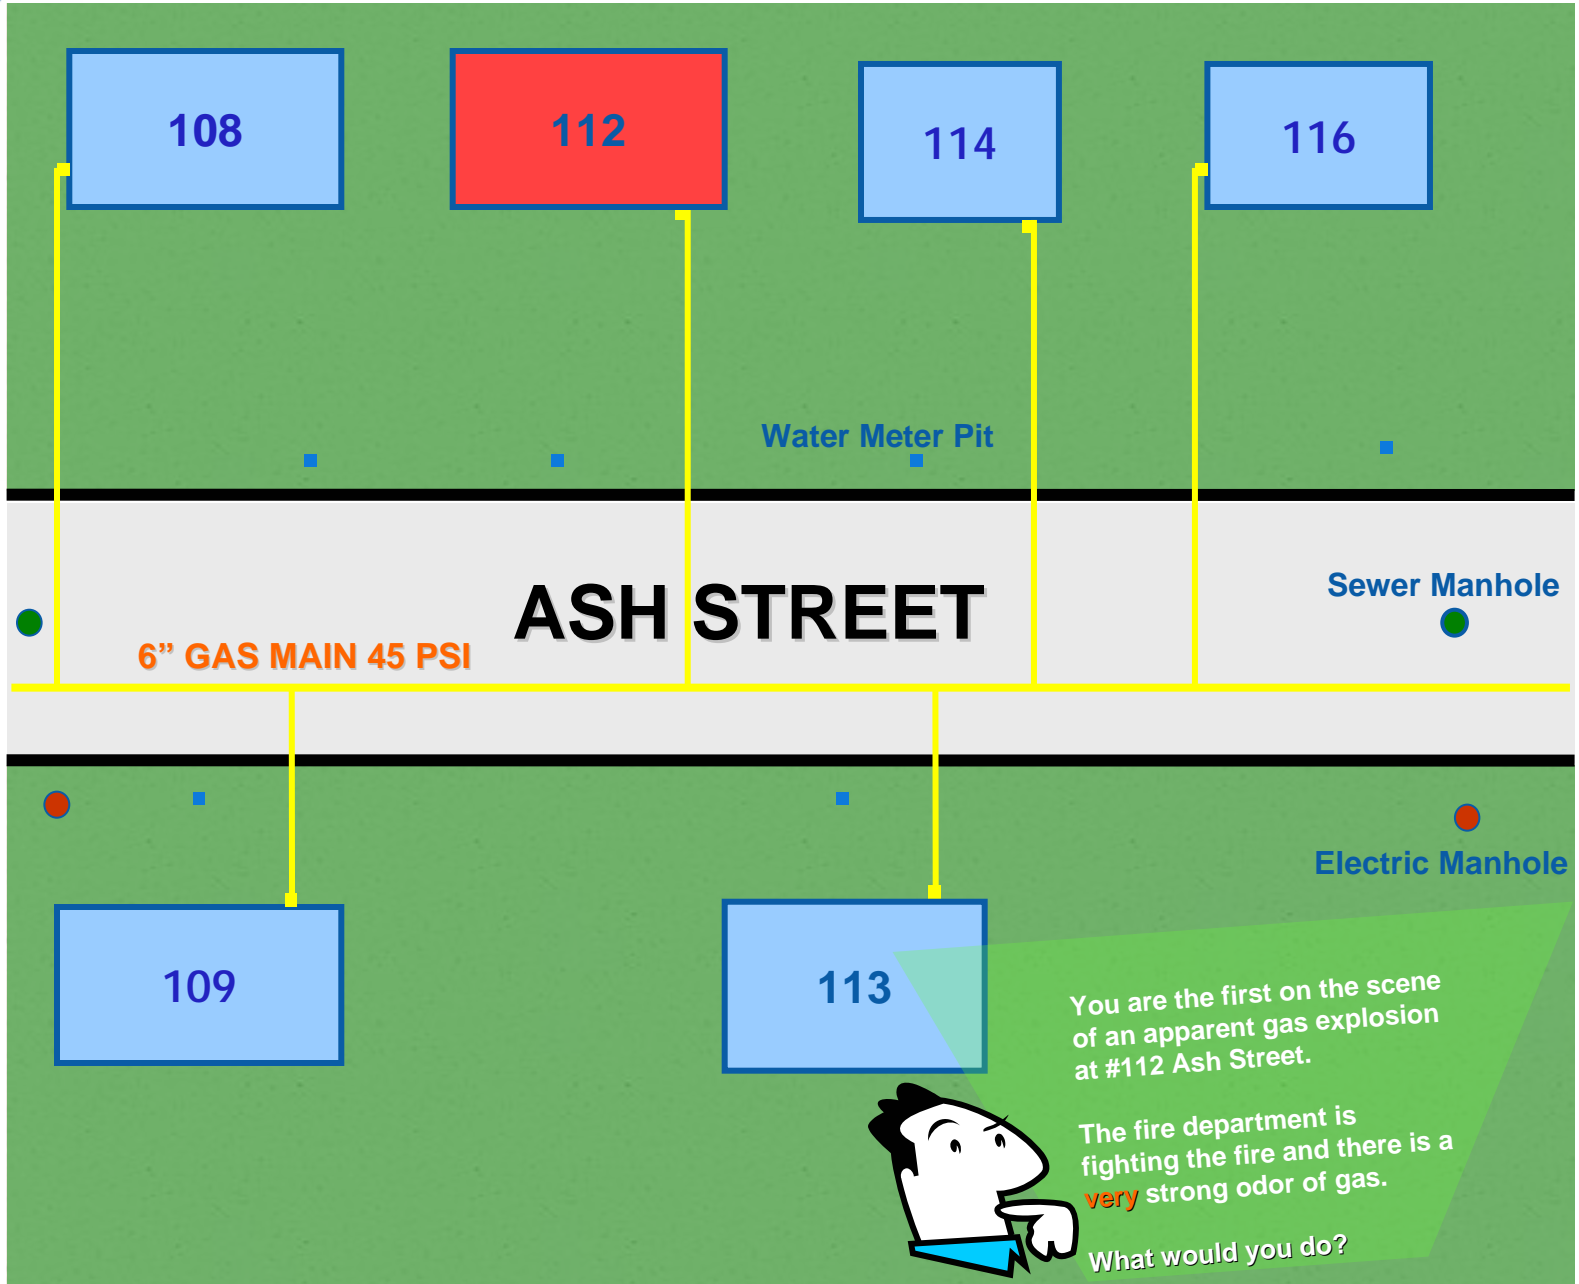 108
112
114
116
Water Meter Pit
ASH STREET
Sewer Manhole
6” GAS MAIN 45 PSI
Electric Manhole
109
113
You are the first on the scene
of an apparent gas explosion
at #112 Ash Street.
The fire department is
fighting the fire and there is a
very strong odor of gas.
What would you do?